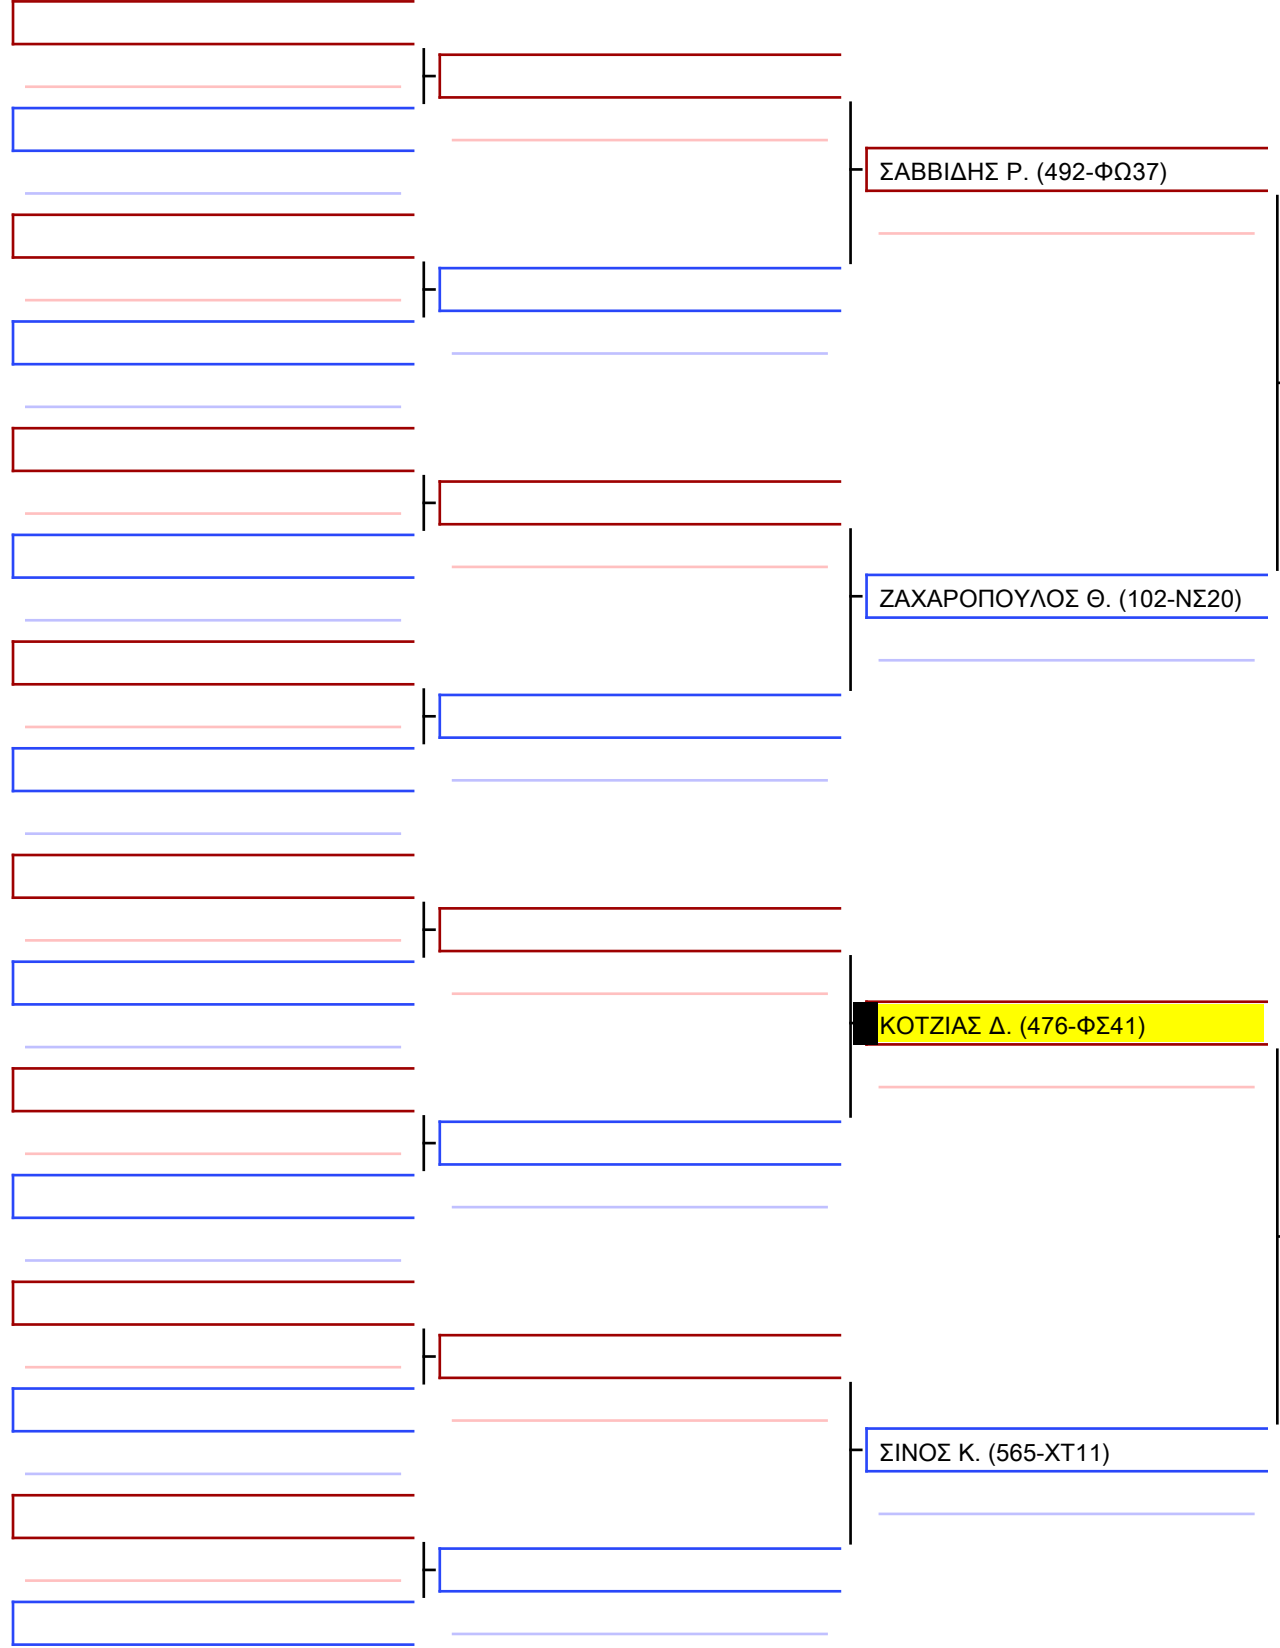 ΣΑΒΒΙΔΗΣ Ρ. (492-ΦΩ37)
ΖΑΧΑΡΟΠΟΥΛΟΣ Θ. (102-ΝΣ20)
ΚΟΤΖΙΑΣ Δ. (476-ΦΣ41)
ΣΙΝΟΣ Κ. (565-ΧΤ11)